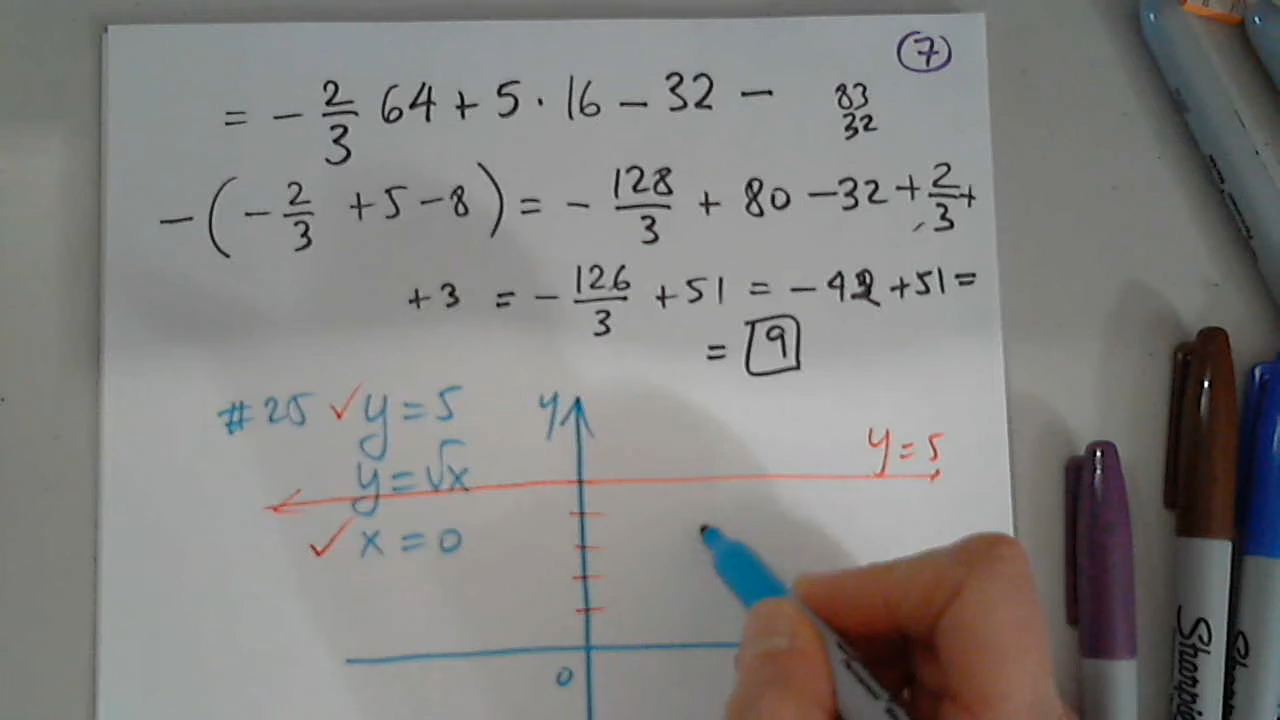 7
= - 2/3 64 + 5 · 16 - 32 -
83
32
- ( - 2/3 + 5 - 8 ) = - 128/3 + 80 - 32 + 2/3 +
+ 3 = - 126/3 + 51 = - 42 + 51 =
= 9
#25 ✓ y = 5
y = √x
✓ x = 0
y
y = 5
0
Sharpie